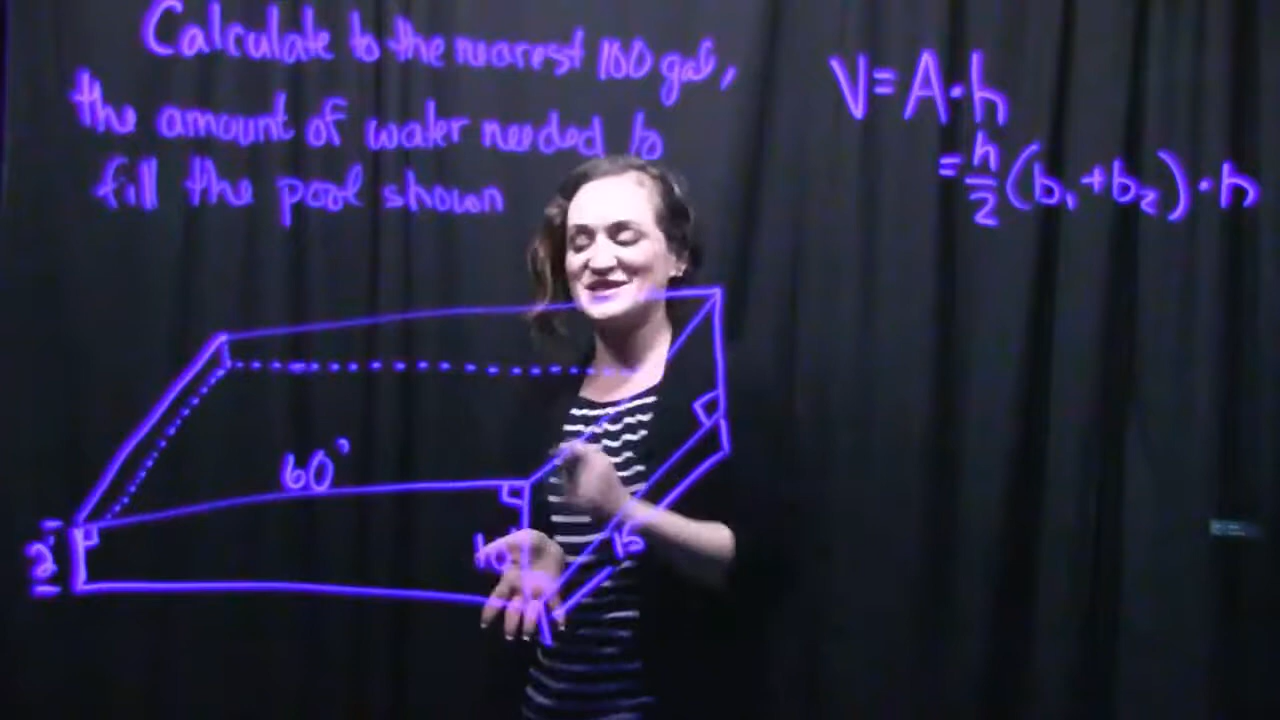 Calculate to the nearest 100 gal,
the amount of water needed to
fill the pool shown
V = A · h
= h/2 (b₁ + b₂) · h
60'
2'
15